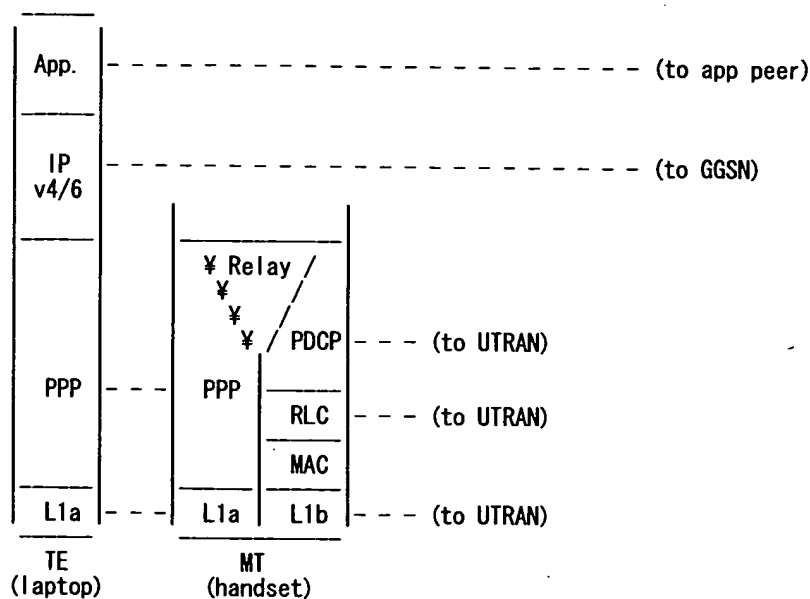 App. - - - - - - - - - - - - - - - - - - - - - - - (to app peer)
IP - - - - - - - - - - - - - - - - - - - - - - - (to GGSN)
v4/6
¥ Relay /
¥ /
¥ /
¥ / PDCP - - - (to UTRAN)
PPP - - - PPP
RLC - - - (to UTRAN)
MAC
L1a - - - L1a L1b - - - (to UTRAN)
TE MT
(laptop) (handset)